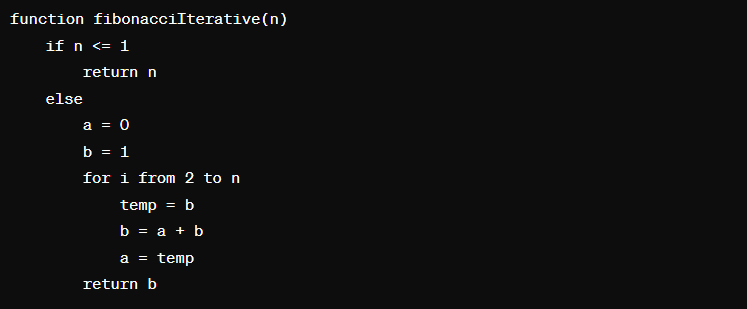 function fibonacciIterative(n)
    if n <= 1
        return n
    else
        a = 0
        b = 1
        for i from 2 to n
            temp = b
            b = a + b
            a = temp
        return b